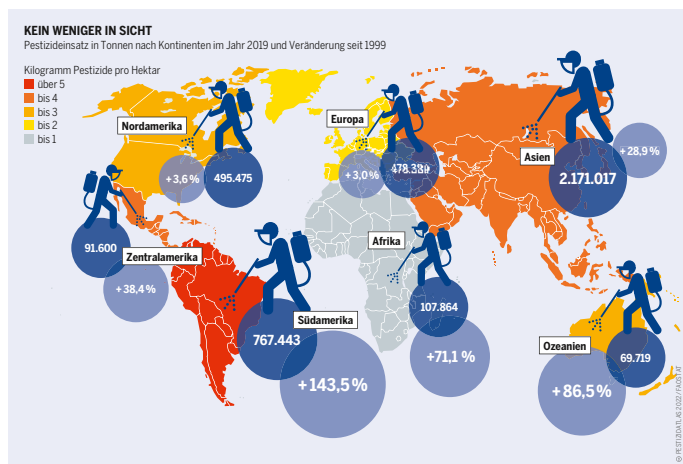 KEIN WENIGER IN SICHT
Pestizideinsatz in Tonnen nach Kontinenten im Jahr 2019 und Veränderung seit 1999
Kilogramm Pestizide pro Hektar
über 5
bis 4
bis 3
bis 2
bis 1
Nordamerika
+3,6 %
495.475
Europa
+3,0 %
Asien
2.171.017
+28,9 %
91.600
Zentralamerika
+38,4 %
Afrika
107.864
+71,1 %
Südamerika
767.443
+143,5 %
Ozeanien
69.719
+86,5 %
© PESTIZIDATLAS 2022 / FAOSTAT